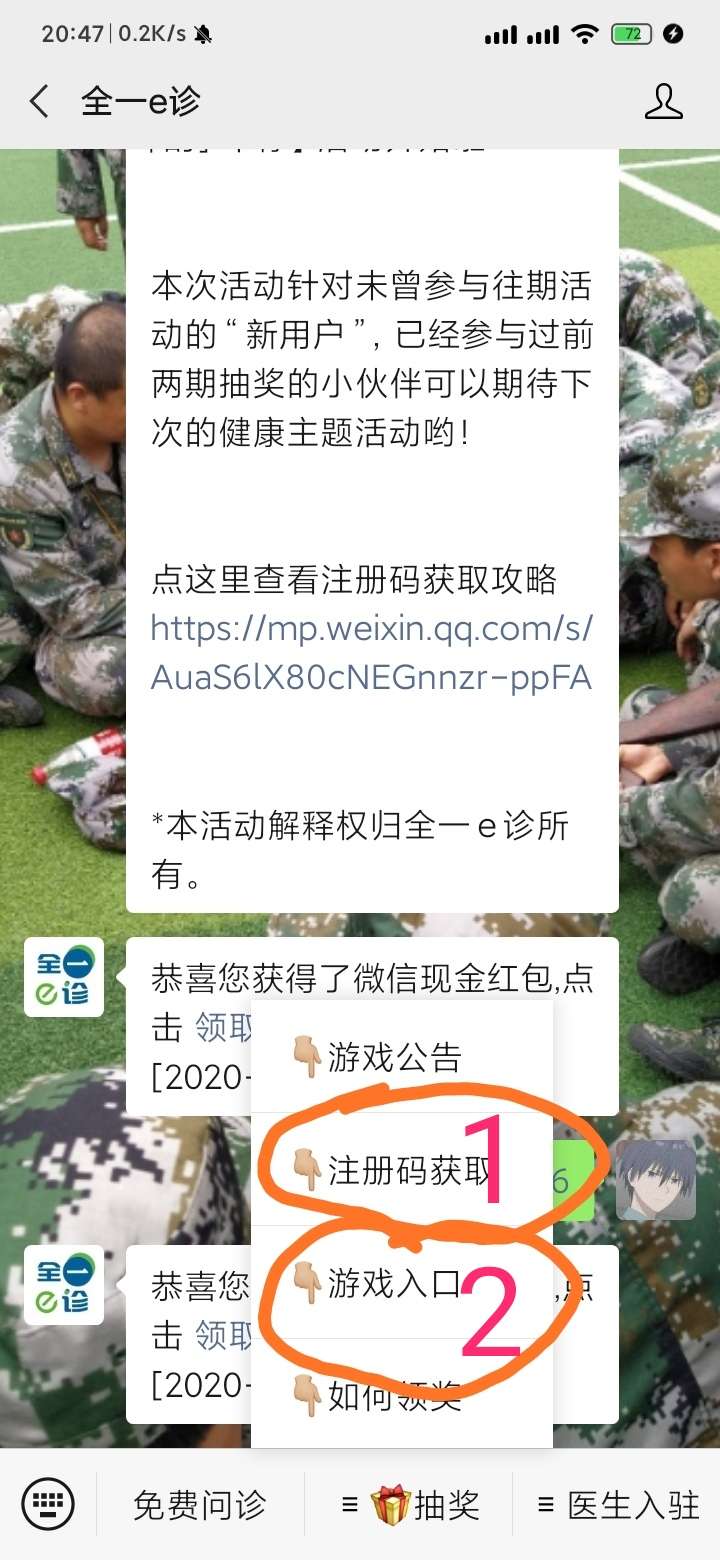 20:47 | 0.2K/s
72
全一e诊
本次活动针对未曾参与往期活
动的“新用户”, 已经参与过前
两期抽奖的小伙伴可以期待下
次的健康主题活动哟!
点这里查看注册码获取攻略
https://mp.weixin.qq.com/s/
AuaS6lX80cNEGnnzr-ppFA
*本活动解释权归全一e诊所
有。
全一
e诊
恭喜您获得了微信现金红包,点
击 领取
[2020-
游戏公告
注册码获取
1
6
游戏入口
2
全一
e诊
恭喜您
,点
击 领取
[2020-
如何领奖
免费问诊
抽奖
医生入驻